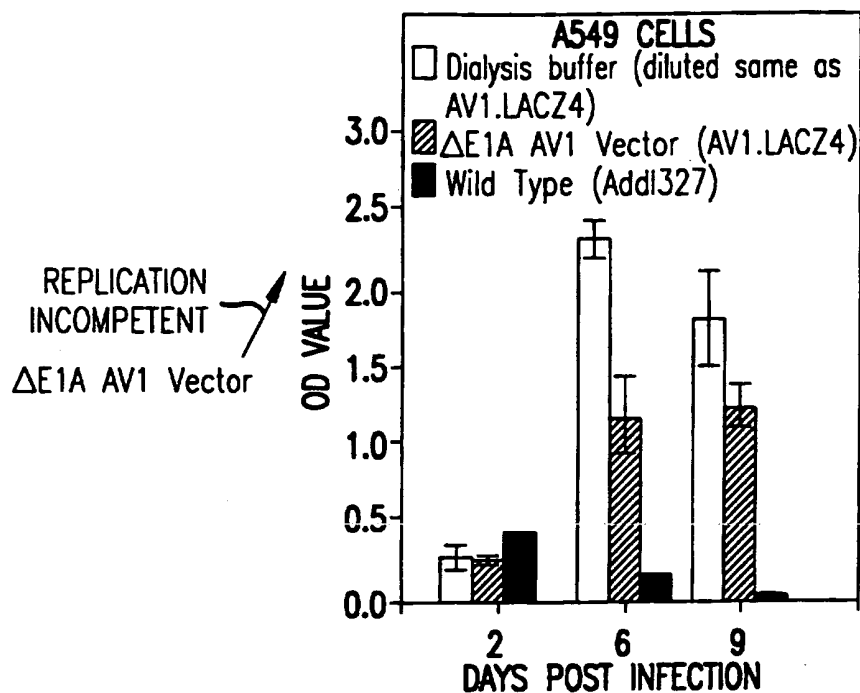 A549 CELLS
Dialysis buffer (diluted same as
AV1.LACZ4)
ΔE1A AV1 Vector (AV1.LACZ4)
Wild Type (Addl327)
REPLICATION
INCOMPETENT
ΔE1A AV1 Vector
OD VALUE
3.0
2.5
2.0
1.5
1.0
0.5
0.0
2 6 9
DAYS POST INFECTION